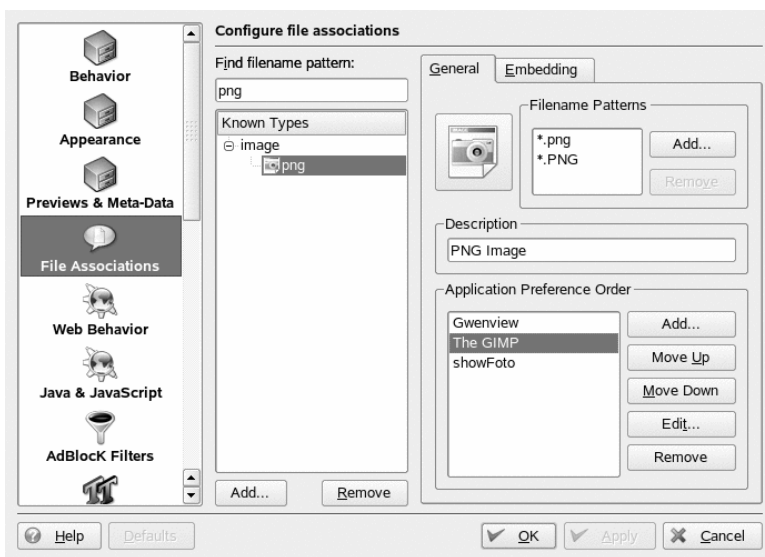 Behavior
Appearance
Previews & Meta-Data
File Associations
Web Behavior
Java & JavaScript
AdBlocK Filters
Configure file associations
Find filename pattern:
png
Known Types
image
png
Add...
Remove
General
Embedding
Filename Patterns
*.png
*.PNG
Add...
Remove
Description
PNG Image
Application Preference Order
Gwenview
The GIMP
showFoto
Add...
Move Up
Move Down
Edit...
Remove
Help
Defaults
OK
Apply
Cancel